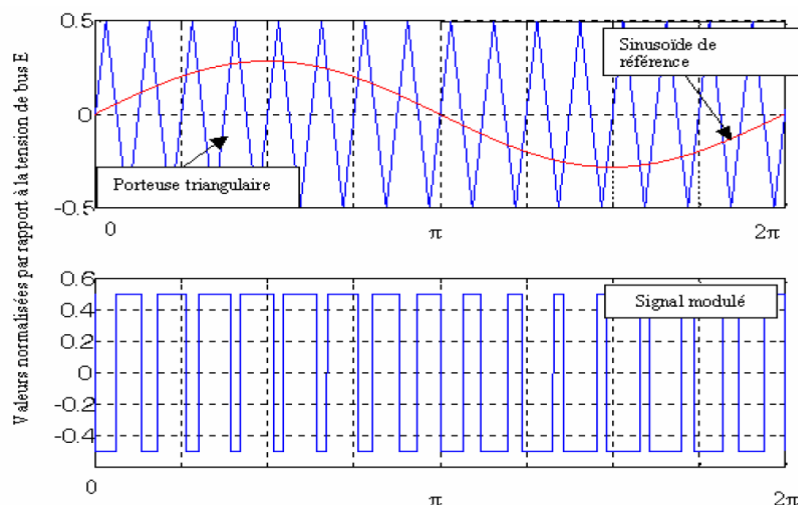 Valeurs normalisées par rapport à la tension de bus E
0.5
Sinusoïde de
référence
0
Porteuse triangulaire
-0.5
0
π
2π
0.6
0.4
Signal modulé
0.2
0
-0.2
-0.4
0
π
2π